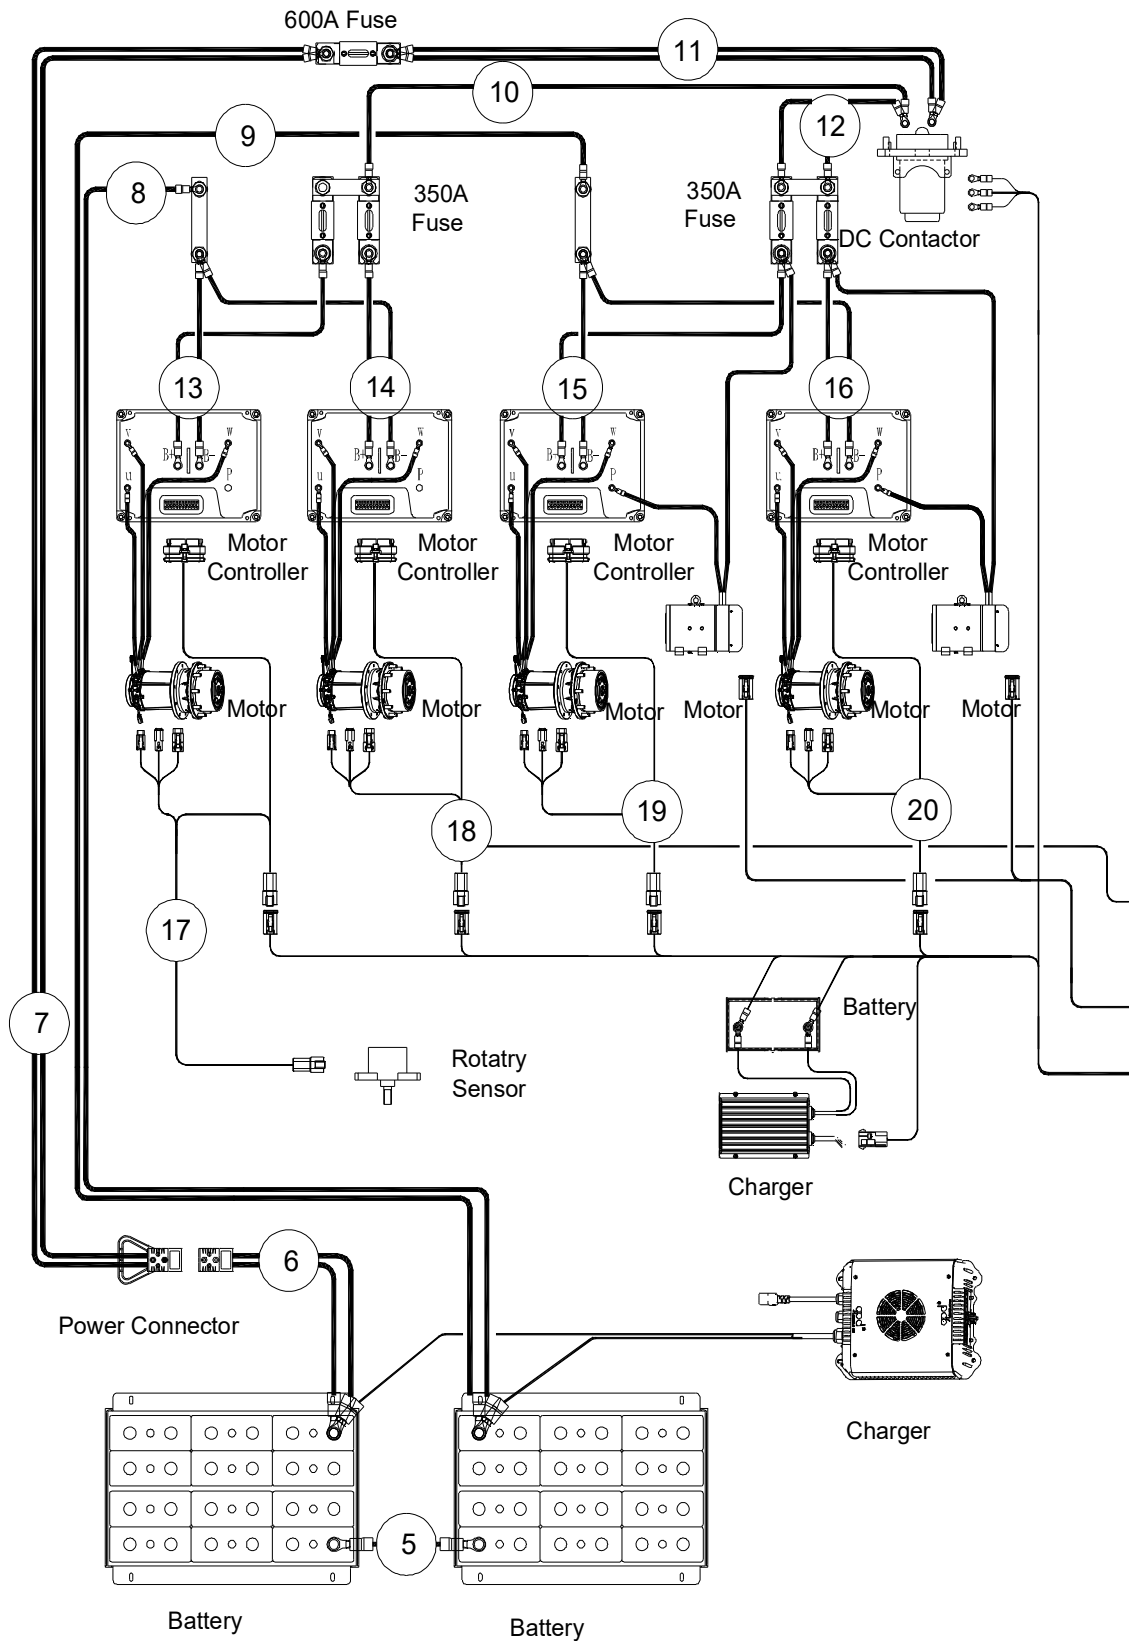 600A Fuse
11
10
12
9
8
350A
Fuse
350A
Fuse
DC Contactor
13
14
15
16
V
W
B+
B-
U
P
V
W
B+
B-
U
P
V
W
B+
B-
U
P
V
W
B+
B-
U
P
Motor
Controller
Motor
Controller
Motor
Controller
Motor
Controller
Motor
Motor
Motor
Motor
Motor
Motor
19
20
18
17
7
Battery
Rotatry
Sensor
Charger
6
Power Connector
Charger
5
Battery
Battery